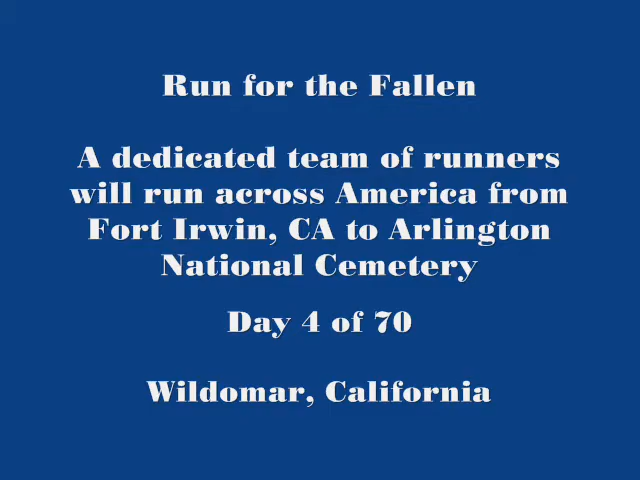 Run for the Fallen
A dedicated team of runners
will run across America from
Fort Irwin, CA to Arlington
National Cemetery
Day 4 of 70
Wildomar, California